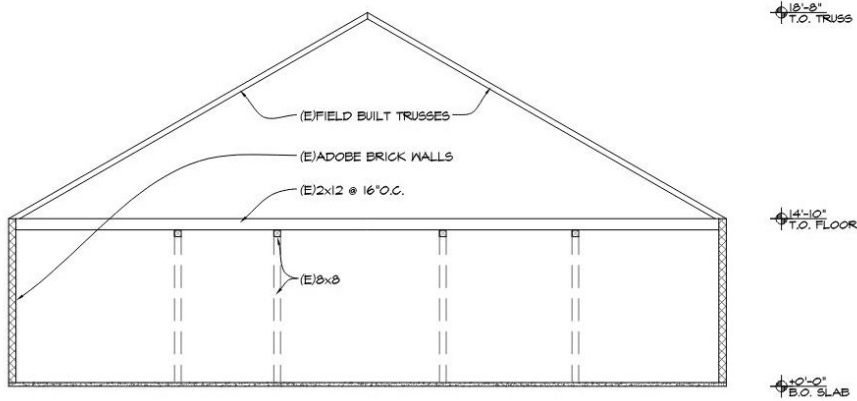 18'-8"
T.O. TRUSS
(E)FIELD BUILT TRUSSES
(E)ADOBE BRICK WALLS
(E)2x12 @ 16"O.C.
14'-10"
T.O. FLOOR
(E)8x8
±0'-0"
B.O. SLAB